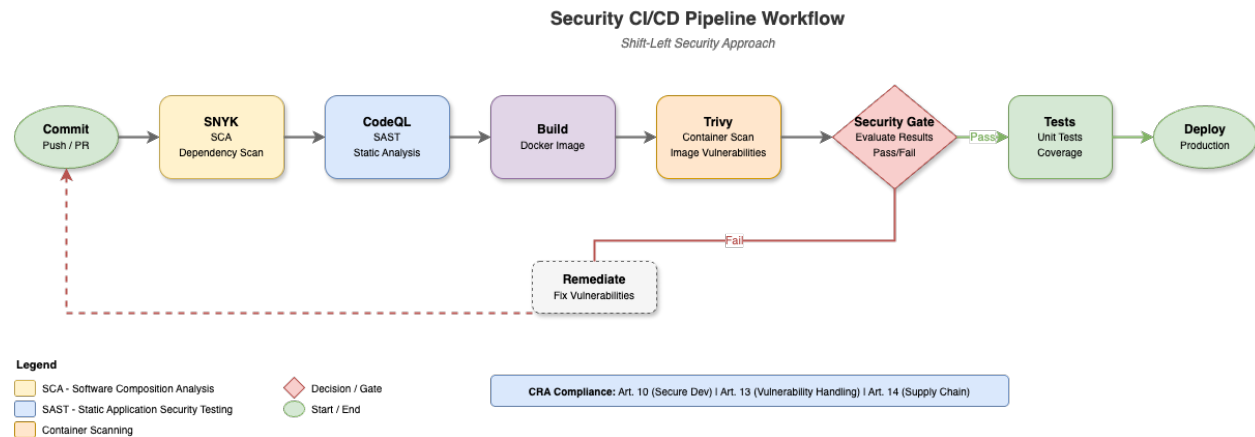 Security CI/CD Pipeline Workflow
Shift-Left Security Approach
Commit
Push / PR
SNYK
SCA
Dependency Scan
CodeQL
SAST
Static Analysis
Build
Docker Image
Trivy
Container Scan
Image Vulnerabilities
Security Gate
Evaluate Results
Pass/Fail
Pass
Tests
Unit Tests
Coverage
Deploy
Production
Fail
Remediate
Fix Vulnerabilities
Legend
SCA - Software Composition Analysis
SAST - Static Application Security Testing
Container Scanning
Decision / Gate
Start / End
CRA Compliance: Art. 10 (Secure Dev) | Art. 13 (Vulnerability Handling) | Art. 14 (Supply Chain)